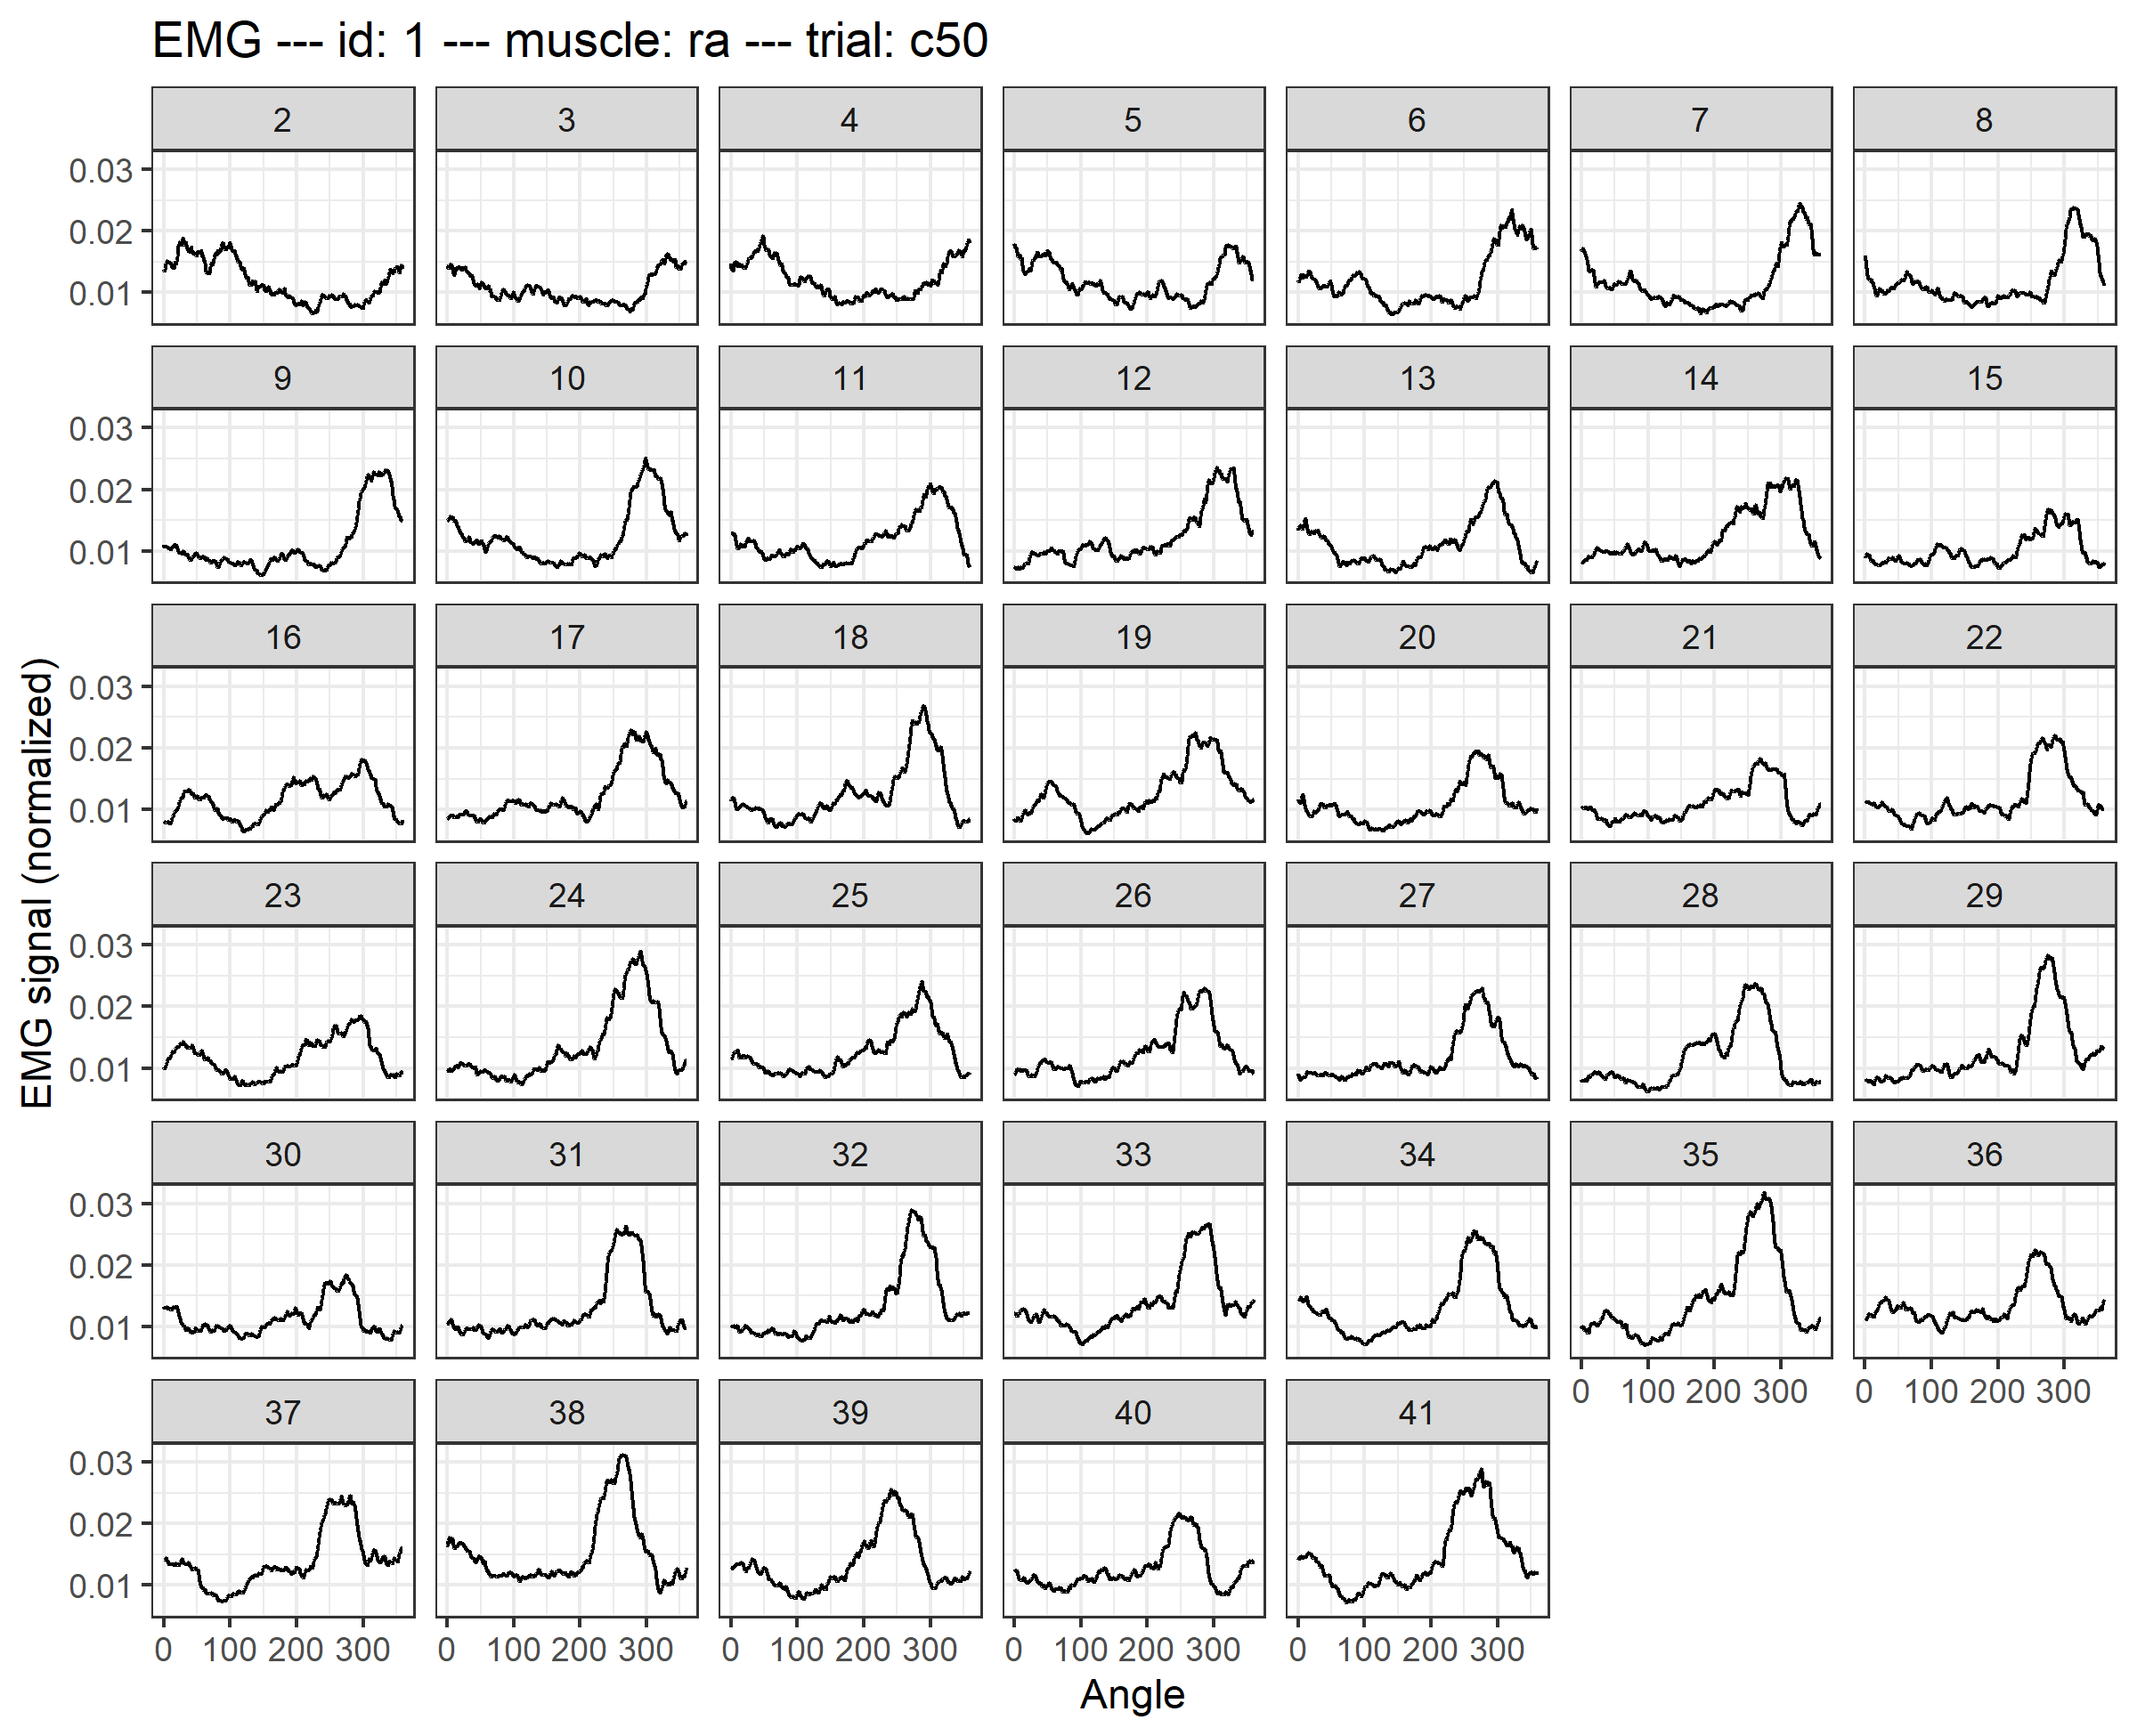 EMG --- id: 1 --- muscle: ra --- trial: c50
2 3 4 5 6 7 8
0.03
0.02
0.01
9 10 11 12 13 14 15
0.03
0.02
0.01
16 17 18 19 20 21 22
0.03
0.02
0.01
EMG signal (normalized)
23 24 25 26 27 28 29
0.03
0.02
0.01
30 31 32 33 34 35 36
0.03
0.02
0.01
0 100 200 300 0 100 200 300
37 38 39 40 41
0.03
0.02
0.01
0 100 200 300 0 100 200 300 0 100 200 300 0 100 200 300 0 100 200 300
Angle